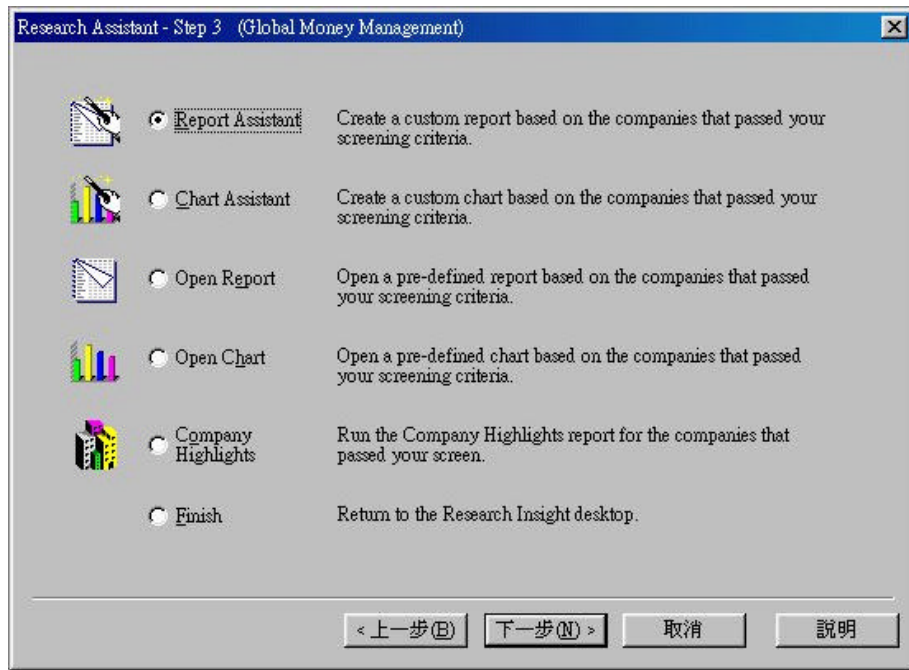 Research Assistant - Step 3 (Global Money Management)
Report Assistant
Create a custom report based on the companies that passed your
screening criteria.
Chart Assistant
Create a custom chart based on the companies that passed your
screening criteria.
Open Report
Open a pre-defined report based on the companies that passed
your screening criteria.
Open Chart
Open a pre-defined chart based on the companies that passed
your screening criteria.
Company
Highlights
Run the Company Highlights report for the companies that
passed your screen.
Finish
Return to the Research Insight desktop.
<上一步(B)
下一步(N)>
取消
說明